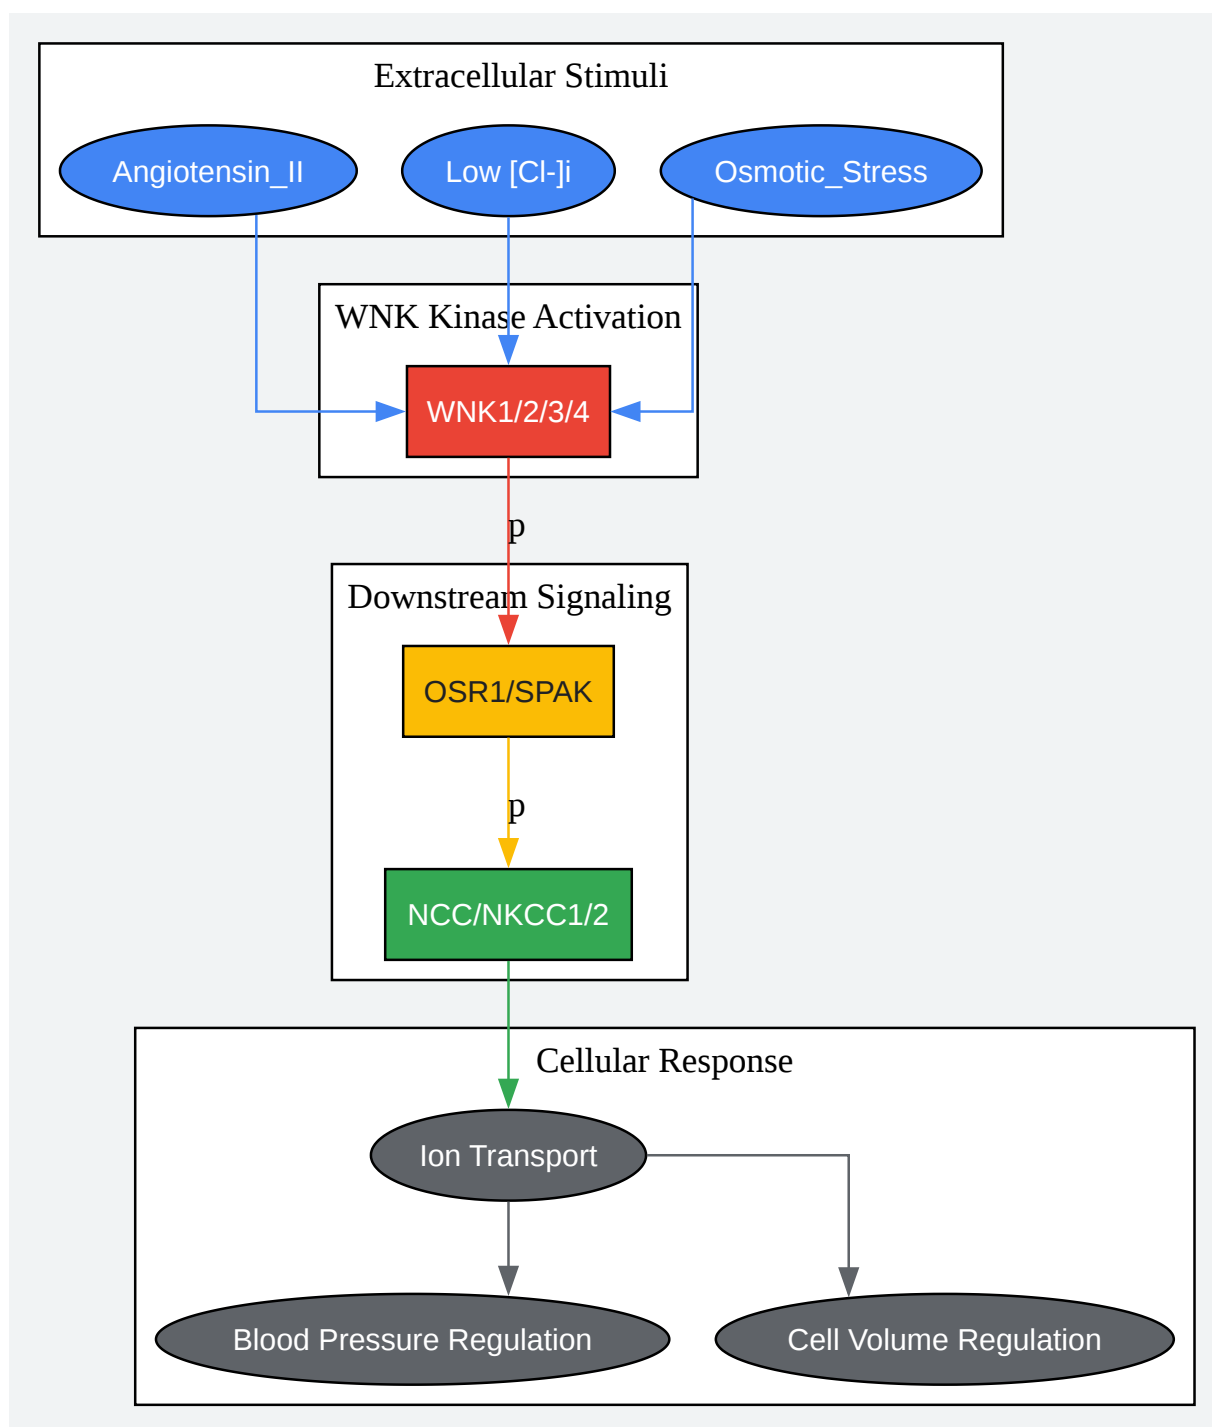 Extracellular Stimuli
Angiotensin_II
Low [Cl-]i
Osmotic_Stress
WNK Kinase Activation
WNK1/2/3/4
p
Downstream Signaling
OSR1/SPAK
p
NCC/NKCC1/2
Cellular Response
Ion Transport
Blood Pressure Regulation
Cell Volume Regulation